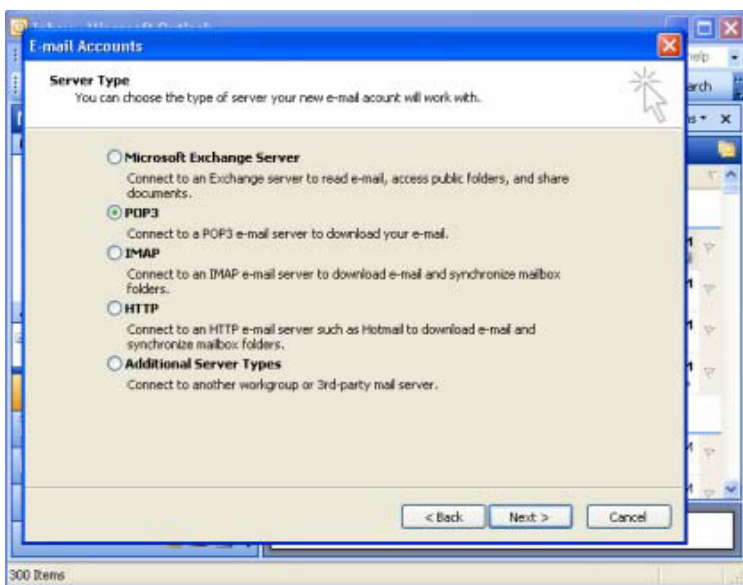 E-mail Accounts
help
Server Type
You can choose the type of server your new e-mail acount will work with.
Microsoft Exchange Server
Connect to an Exchange server to read e-mail, access public folders, and share
documents.
POP3
Connect to a POP3 e-mail server to download your e-mail.
IMAP
Connect to an IMAP e-mail server to download e-mail and synchronize mailbox
folders.
HTTP
Connect to an HTTP e-mail server such as Hotmail to download e-mail and
synchronize mailbox folders.
Additional Server Types
Connect to another workgroup or 3rd-party mail server.
< Back Next > Cancel
300 Items